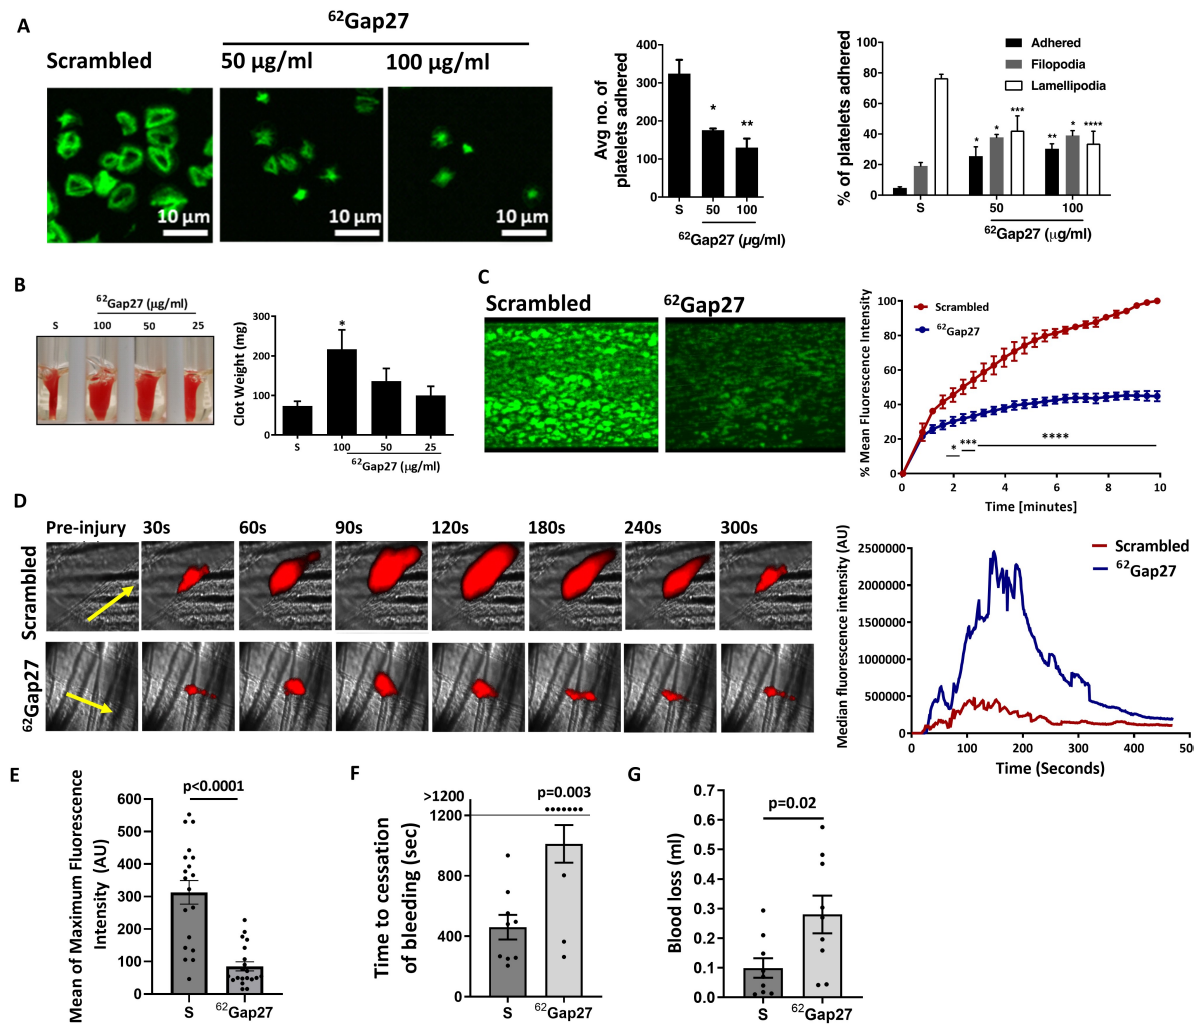 A
⁶²Gap27
Scrambled
50 µg/ml
100 µg/ml
10 µm
10 µm
10 µm
Avg no. of
platelets adhered
400
300
200
100
0
*
**
S
50
100
⁶²Gap27 (µg/ml)
% of platelets adhered
100
80
60
40
20
0
Adhered
Filopodia
Lamellipodia
*
*
***
**
*
****
S
50
100
⁶²Gap27 (µg/ml)
B
⁶²Gap27 (µg/ml)
S
100
50
25
Clot Weight (mg)
300
200
100
0
*
S
100
50
25
⁶²Gap27 (µg/ml)
C
Scrambled
⁶²Gap27
% Mean Fluorescence Intensity
100
80
60
40
20
0
Scrambled
⁶²Gap27
*
***
****
0
2
4
6
8
10
Time [minutes]
D
Pre-injury
30s
60s
90s
120s
180s
240s
300s
Scrambled
⁶²Gap27
Median fluorescence intensity (AU)
2500000
2000000
1500000
1000000
500000
0
Scrambled
⁶²Gap27
0
100
200
300
400
50
Time (Seconds)
E
Mean of Maximum Fluorescence
Intensity (AU)
600
500
400
300
200
100
0
p<0.0001
S
⁶²Gap27
F
Time to cessation
of bleeding (sec)
>1200
1200
800
400
0
p=0.003
S
⁶²Gap27
G
Blood loss (ml)
0.7
0.6
0.5
0.4
0.3
0.2
0.1
0.0
p=0.02
S
⁶²Gap27